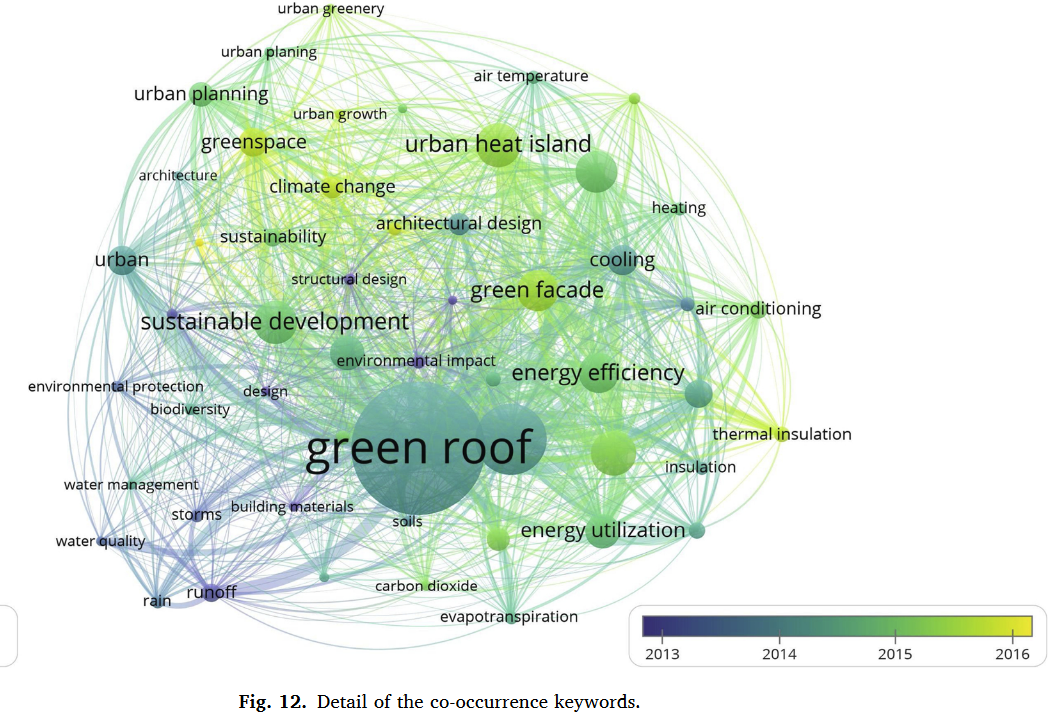 urban greenery
urban planing
air temperature
urban planning
urban growth
greenspace
urban heat island
architecture
climate change
heating
architectural design
sustainability
urban
cooling
structural design
green facade
air conditioning
sustainable development
environmental impact
energy efficiency
environmental protection
design
biodiversity
thermal insulation
green roof
insulation
water management
building materials
storms
soils
energy utilization
water quality
carbon dioxide
runoff
rain
evapotranspiration
2013 2014 2015 2016
Fig. 12. Detail of the co-occurrence keywords.